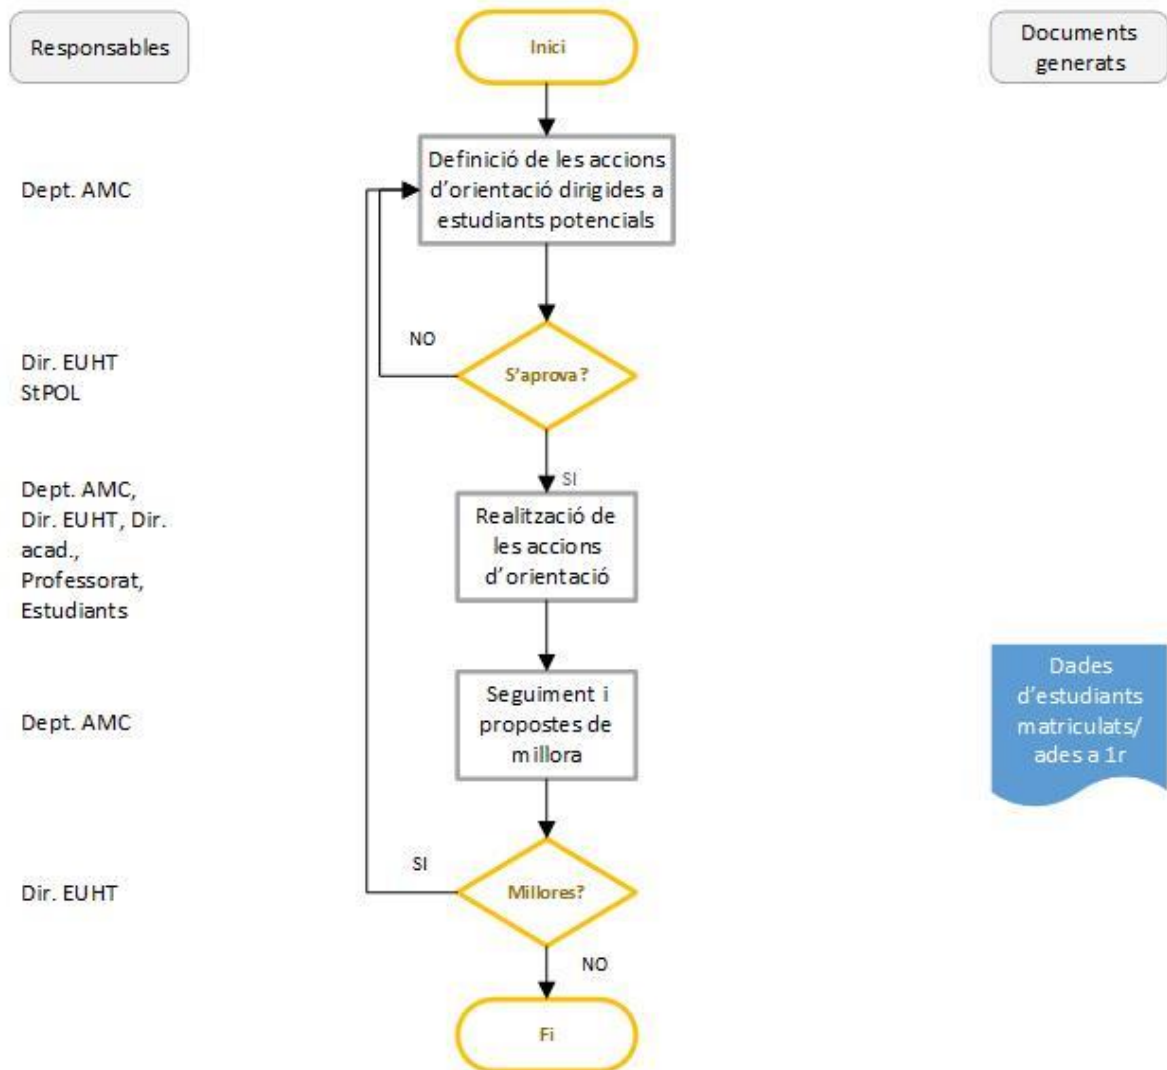 Responsables
Inici
Documents
generats
Dept. AMC
Definició de les accions
d'orientació dirigides a
estudiants potencials
NO
Dir. EUHT
StPOL
S'aprova?
SI
Dept. AMC,
Dir. EUHT, Dir.
acad.,
Professorat,
Estudiants
Realització de
les accions
d'orientació
Dept. AMC
Seguiment i
propostes de
millora
Dades
d'estudiants
matriculats/
ades a 1r
SI
Dir. EUHT
Millores?
NO
Fi